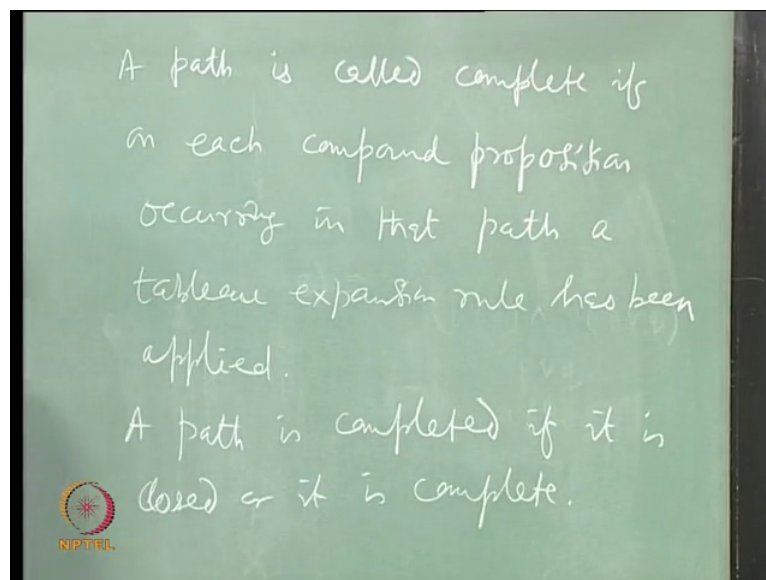 A path is called complete if
on each compound proposition
occurring in that path a
tableau expansion rule has been
applied.
A path is completed if it is
closed or it is complete.
NPTEL